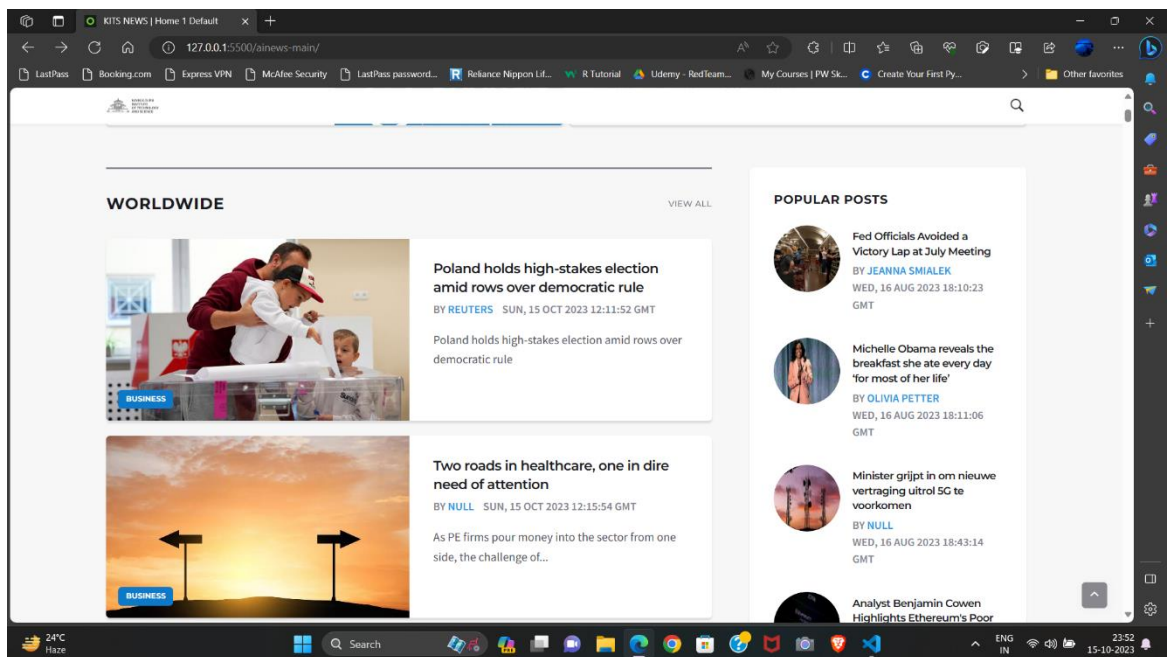 KITS NEWS | Home 1 Default
127.0.0.1:5500/ainews-main/
LastPass
Booking.com
Express VPN
McAfee Security
LastPass password...
Reliance Nippon Lif...
R Tutorial
Udemy - RedTeam...
My Courses | PW Sk...
Create Your First Py...
Other favorites
WORLDWIDE
VIEW ALL
Poland holds high-stakes election
amid rows over democratic rule
BY REUTERS SUN, 15 OCT 2023 12:11:52 GMT
Poland holds high-stakes election amid rows over
democratic rule
BUSINESS
Two roads in healthcare, one in dire
need of attention
BY NULL SUN, 15 OCT 2023 12:15:54 GMT
As PE firms pour money into the sector from one
side, the challenge of...
BUSINESS
POPULAR POSTS
Fed Officials Avoided a
Victory Lap at July Meeting
BY JEANNA SMIALEK
WED, 16 AUG 2023 18:10:23
GMT
Michelle Obama reveals the
breakfast she ate every day
'for most of her life'
BY OLIVIA PETTER
WED, 16 AUG 2023 18:11:06
GMT
Minister grijpt in om nieuwe
vertraging uitrol 5G te
voorkomen
BY NULL
WED, 16 AUG 2023 18:43:14
GMT
Analyst Benjamin Cowen
Highlights Ethereum's Poor
24°C
Haze
Search
ENG
IN
23:52
15-10-2023